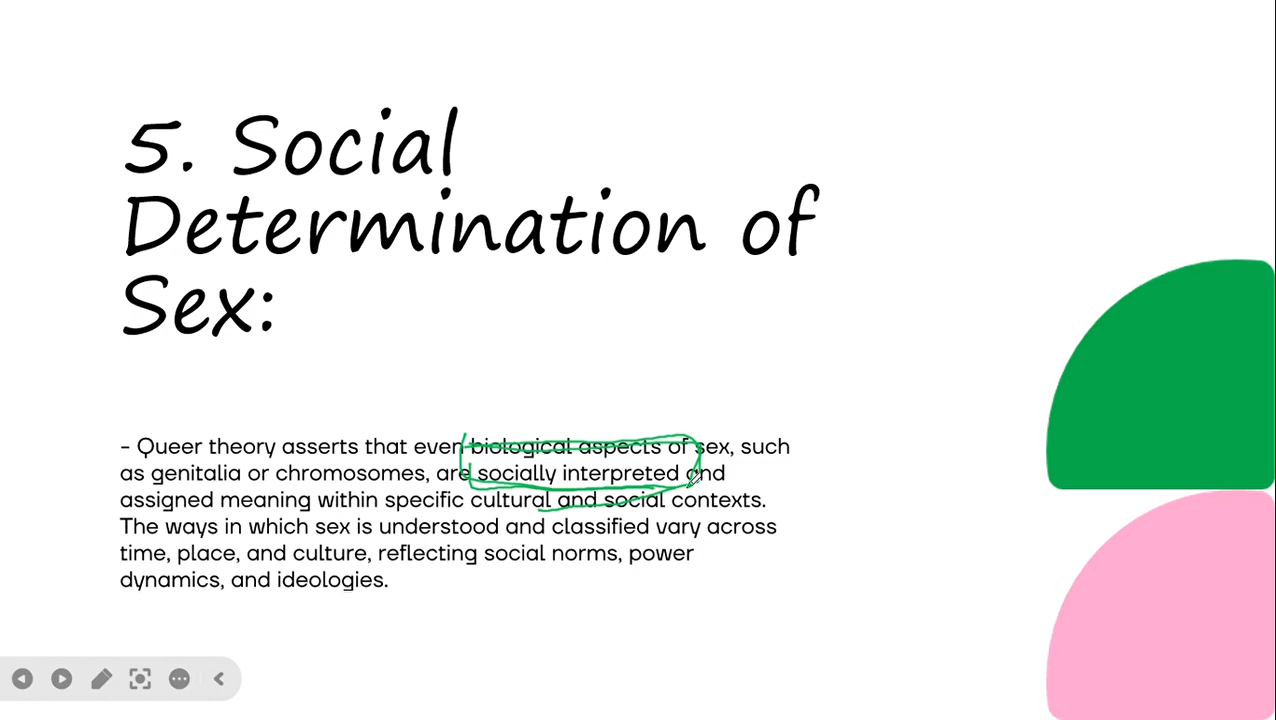 5. Social
Determination of
Sex:
- Queer theory asserts that even biological aspects of sex, such
as genitalia or chromosomes, are socially interpreted and
assigned meaning within specific cultural and social contexts.
The ways in which sex is understood and classified vary across
time, place, and culture, reflecting social norms, power
dynamics, and ideologies.